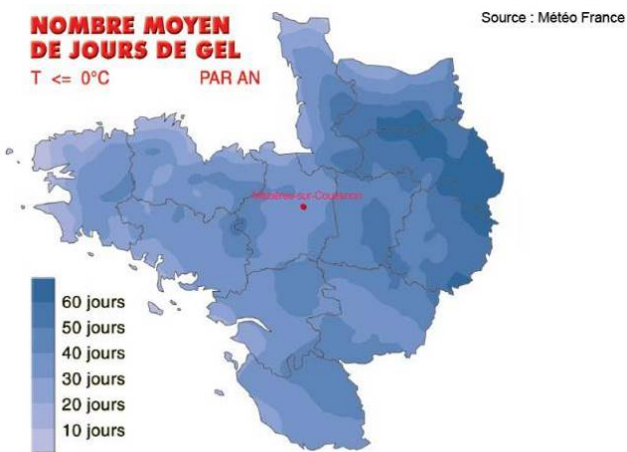 NOMBRE MOYEN
DE JOURS DE GEL
T <= 0°C PAR AN
Source : Météo France
Mézières-sur-Couesnon
60 jours
50 jours
40 jours
30 jours
20 jours
10 jours